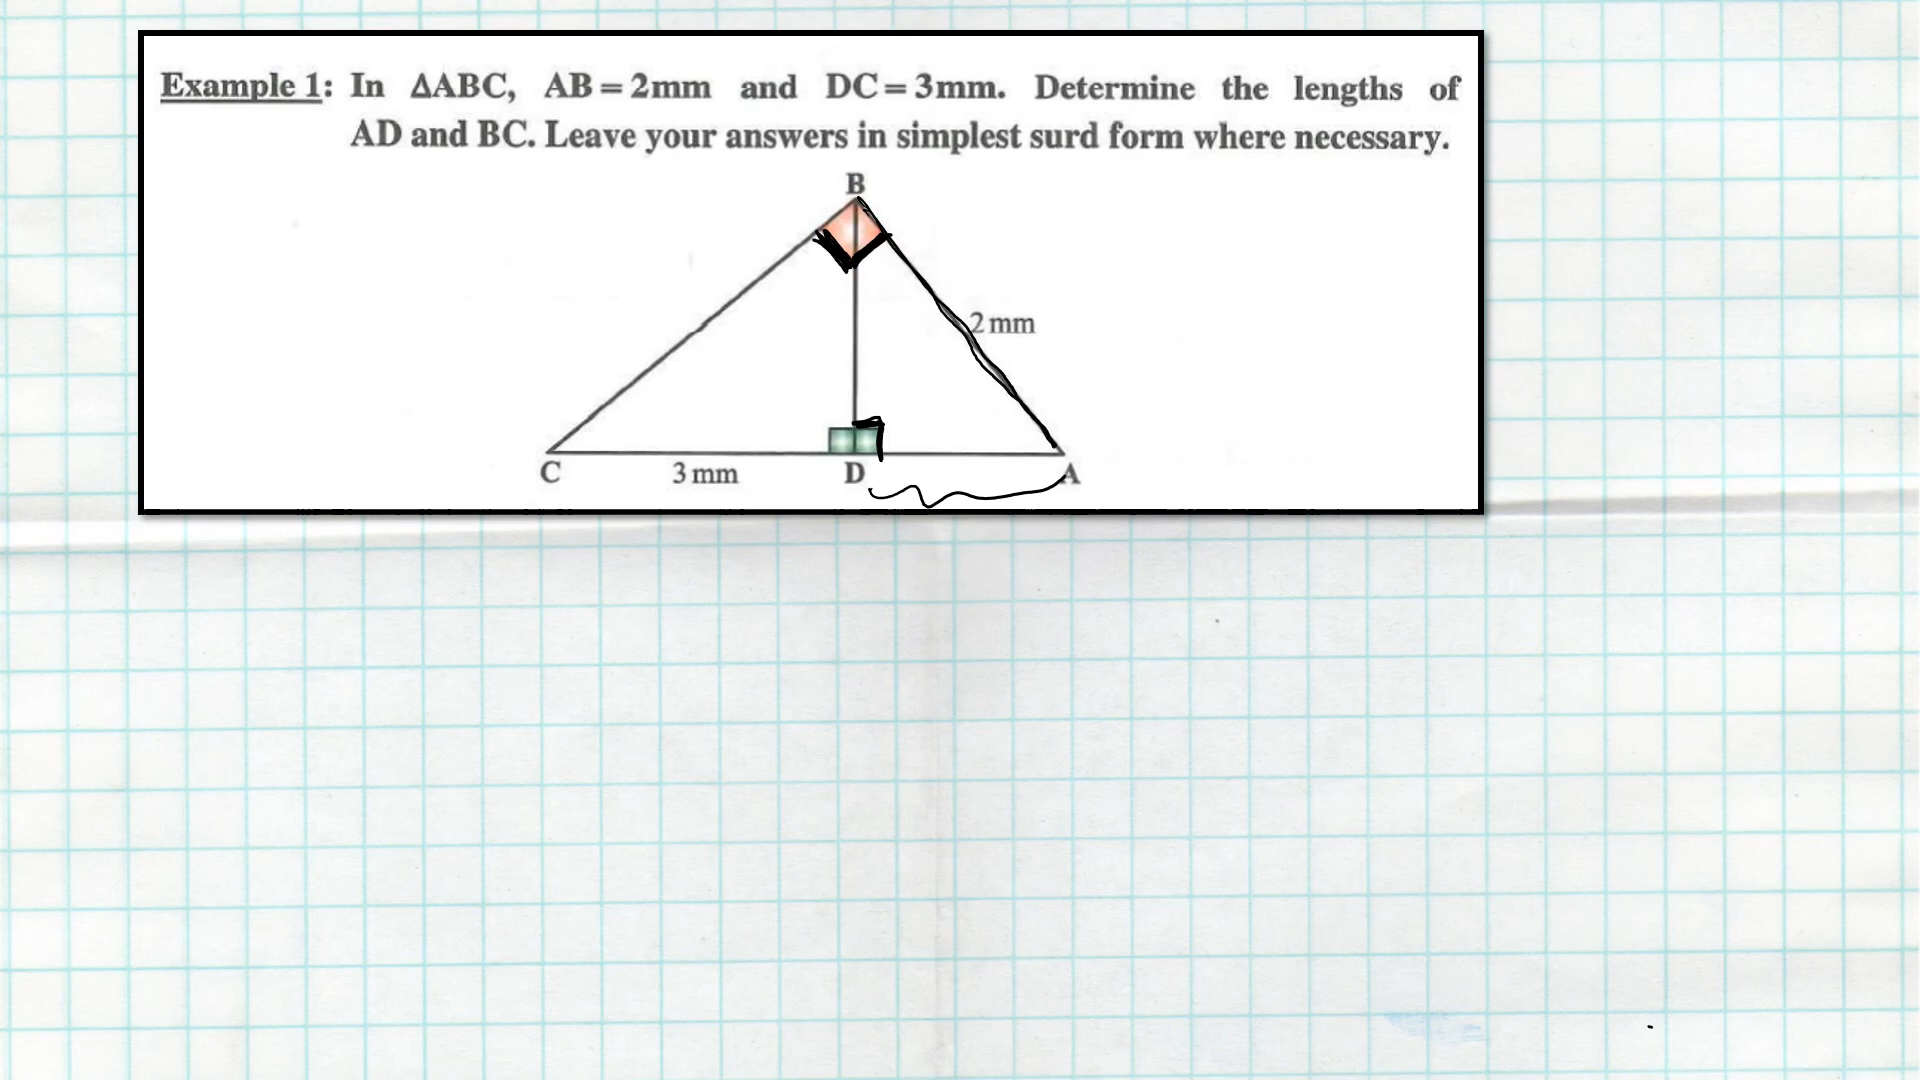 Example 1: In ΔABC, AB = 2mm and DC = 3mm. Determine the lengths of
AD and BC. Leave your answers in simplest surd form where necessary.
B
2 mm
C 3 mm D A